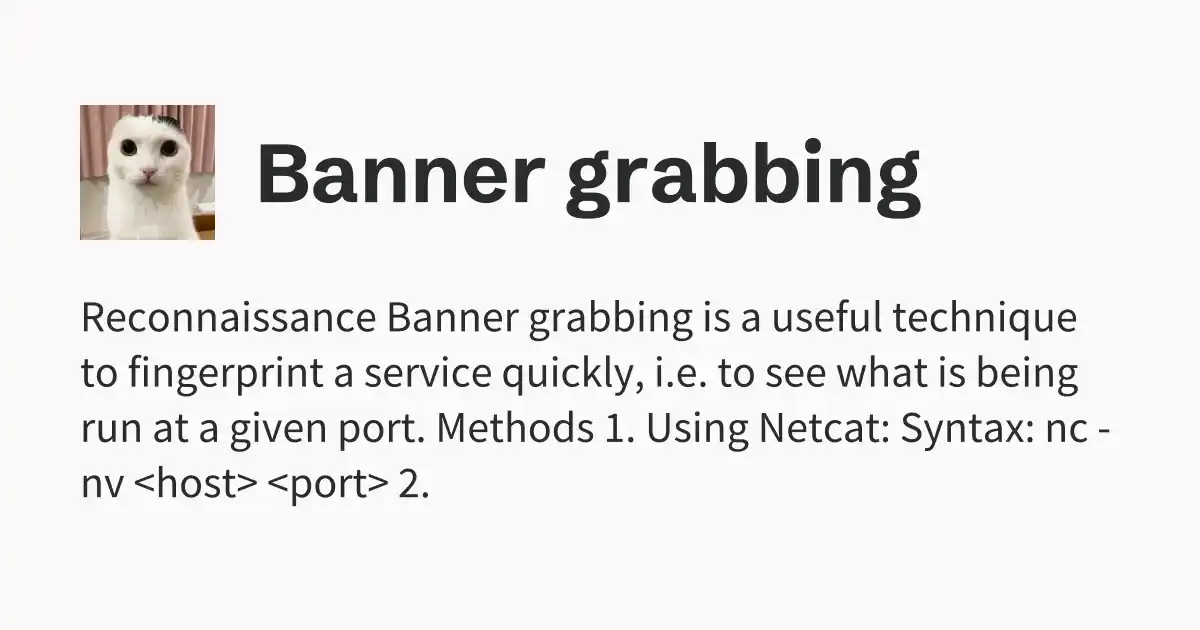 Banner grabbing
Reconnaissance Banner grabbing is a useful technique
to fingerprint a service quickly, i.e. to see what is being
run at a given port. Methods 1. Using Netcat: Syntax: nc -
nv <host> <port> 2.